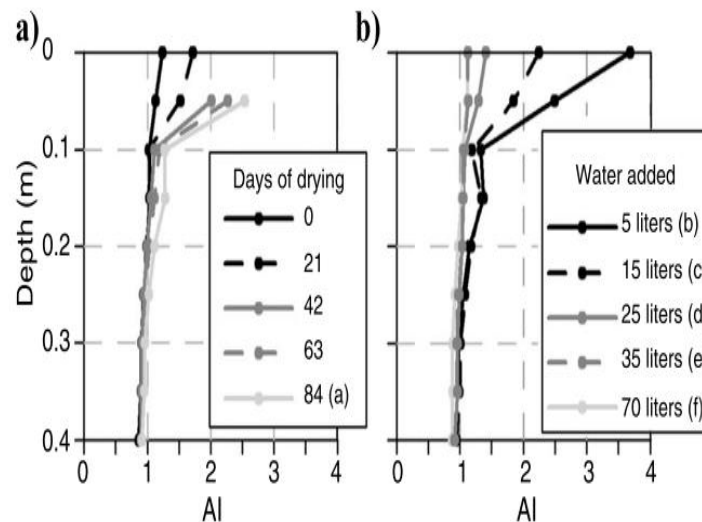 a)
0
0.1
0.2
0.3
0.4
Depth (m)
0 1 2 3 4
AI
Days of drying
0
21
42
63
84 (a)
b)
0 1 2 3 4
AI
Water added
5 liters (b)
15 liters (c
25 liters (d
35 liters (e
70 liters (f)